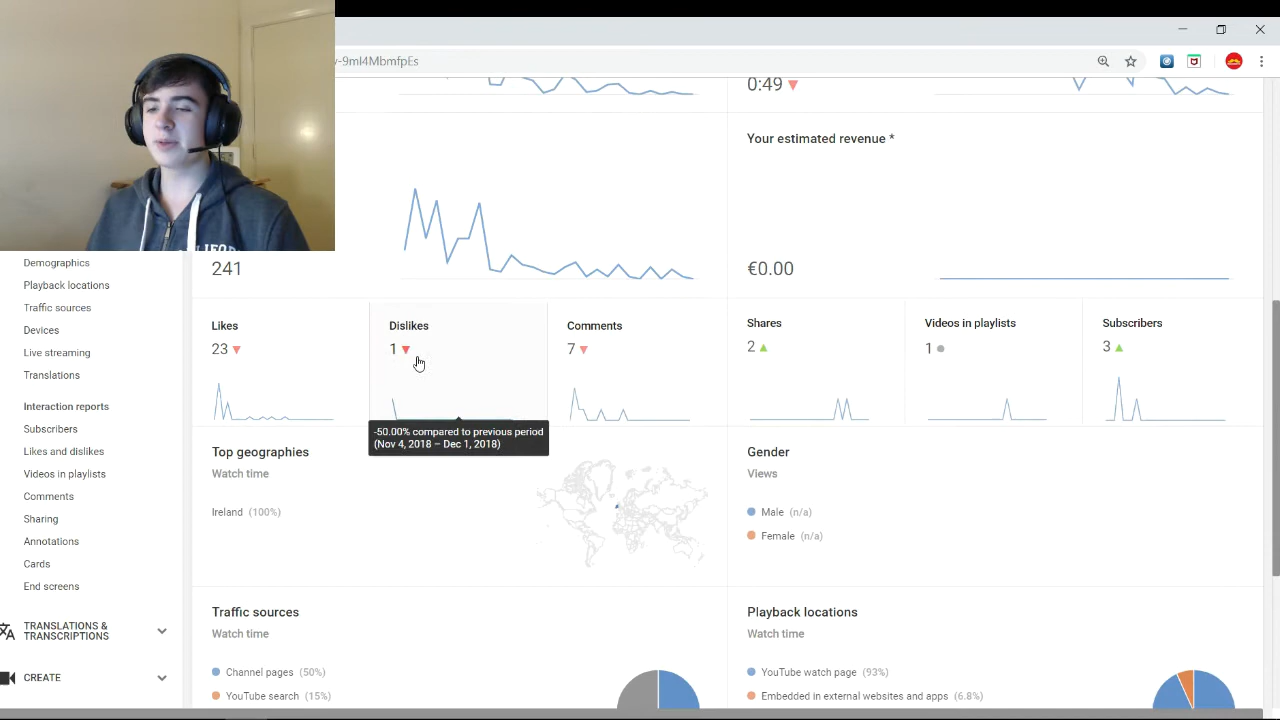 y-9ml4MbmfpEs
0:49
Your estimated revenue *
241
€0.00
Demographics
Playback locations
Traffic sources
Devices
Live streaming
Translations
Interaction reports
Subscribers
Likes and dislikes
Videos in playlists
Comments
Sharing
Annotations
Cards
End screens
TRANSLATIONS &
TRANSCRIPTIONS
CREATE
Likes
23
Dislikes
1
Comments
7
Shares
2
Videos in playlists
1
Subscribers
3
-50.00% compared to previous period
(Nov 4, 2018 – Dec 1, 2018)
Top geographies
Watch time
Ireland (100%)
Gender
Views
Male (n/a)
Female (n/a)
Traffic sources
Watch time
Channel pages (50%)
YouTube search (15%)
Playback locations
Watch time
YouTube watch page (93%)
Embedded in external websites and apps (6.8%)